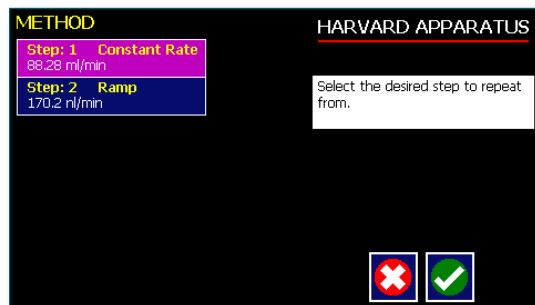 METHOD
HARVARD APPARATUS
Step: 1 Constant Rate
88.28 ml/min
Step: 2 Ramp
170.2 nl/min
Select the desired step to repeat
from.